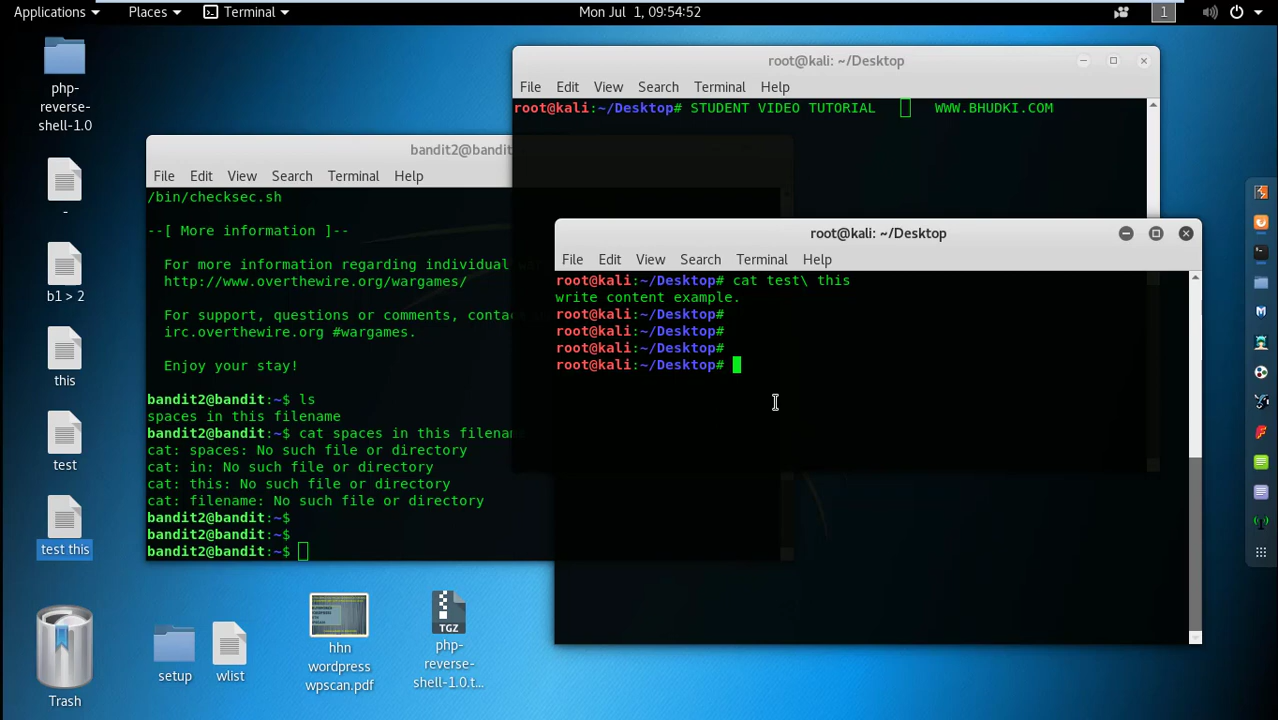 Applications Places Terminal Mon Jul 1, 09:54:52 1
php-
reverse-
shell-1.0
-
b1 > 2
this
test
test this
Trash
setup
wlist
hhn
wordpress
wpscan.pdf
TGZ
php-
reverse-
shell-1.0.t...
root@kali: ~/Desktop
File Edit View Search Terminal Help
root@kali:~/Desktop# STUDENT VIDEO TUTORIAL WWW.BHUDKI.COM
bandit2@bandit
File Edit View Search Terminal Help
/bin/checksec.sh
--[ More information ]--
For more information regarding individual
http://www.overthewire.org/wargames/
For support, questions or comments, contac
irc.overthewire.org #wargames.
Enjoy your stay!
bandit2@bandit:~$ ls
spaces in this filename
bandit2@bandit:~$ cat spaces in this filenam
cat: spaces: No such file or directory
cat: in: No such file or directory
cat: this: No such file or directory
cat: filename: No such file or directory
bandit2@bandit:~$
bandit2@bandit:~$
bandit2@bandit:~$
root@kali: ~/Desktop
File Edit View Search Terminal Help
root@kali:~/Desktop# cat test\ this
write content example.
root@kali:~/Desktop#
root@kali:~/Desktop#
root@kali:~/Desktop#
root@kali:~/Desktop#